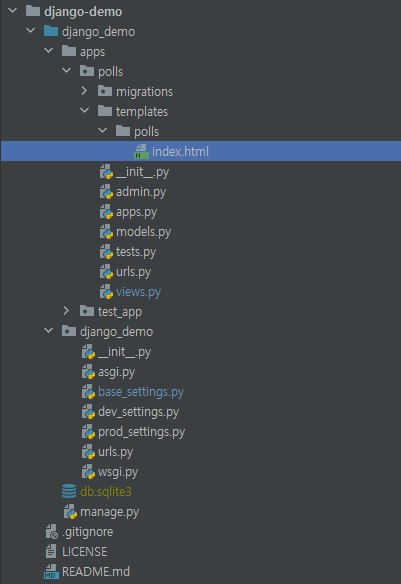 django-demo
django_demo
apps
polls
migrations
templates
polls
index.html
__init__.py
admin.py
apps.py
models.py
tests.py
urls.py
views.py
test_app
django_demo
__init__.py
asgi.py
base_settings.py
dev_settings.py
prod_settings.py
urls.py
wsgi.py
db.sqlite3
manage.py
.gitignore
LICENSE
README.md